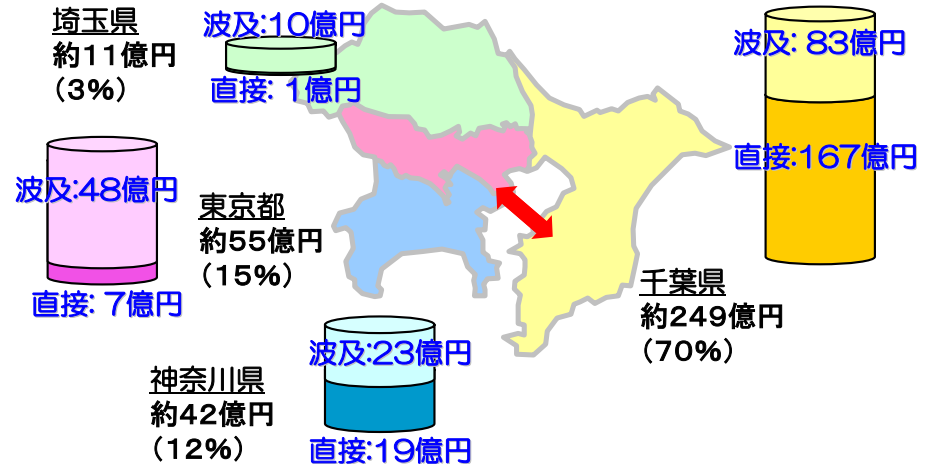 埼玉県
約11億円
(3%)
波及:10億円
直接: 1億円
波及: 83億円
直接:167億円
波及:48億円
直接: 7億円
東京都
約55億円
(15%)
千葉県
約249億円
(70%)
波及:23億円
直接:19億円
神奈川県
約42億円
(12%)